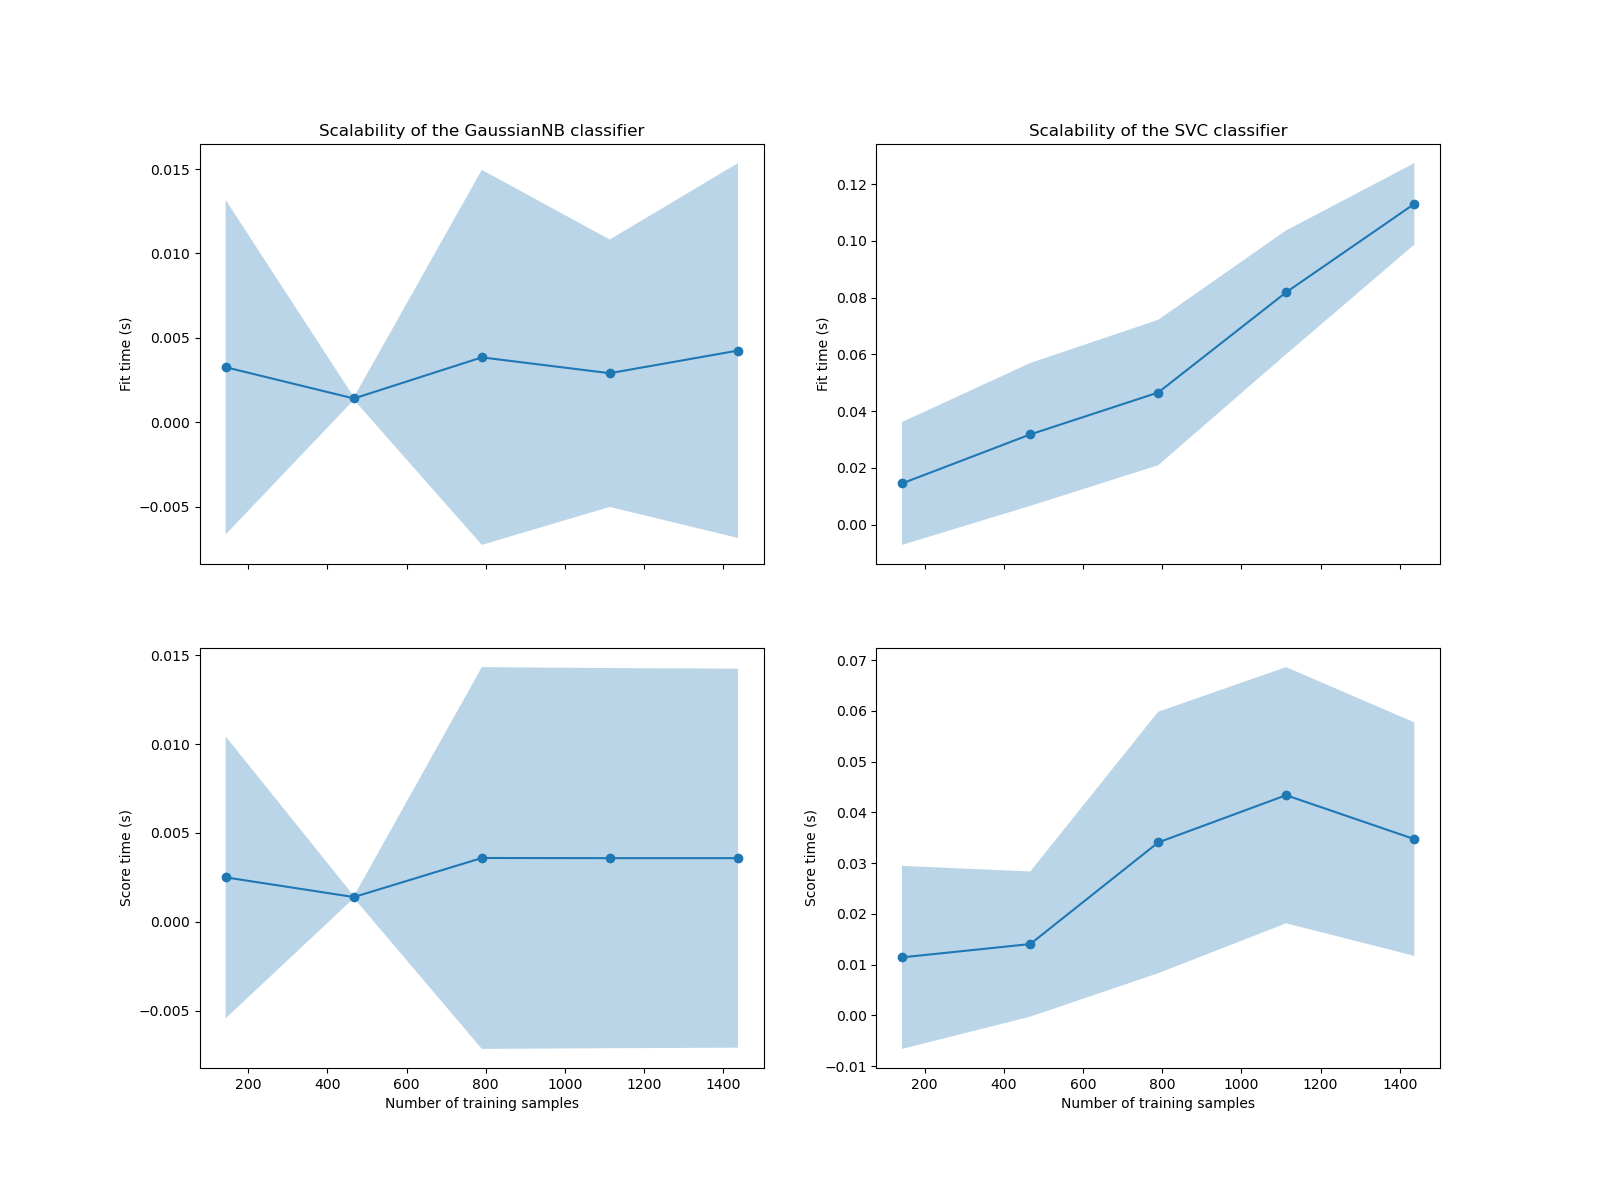 Scalability of the GaussianNB classifier
Fit time (s)
0.015
0.010
0.005
0.000
−0.005
Scalability of the SVC classifier
Fit time (s)
0.12
0.10
0.08
0.06
0.04
0.02
0.00
Score time (s)
0.015
0.010
0.005
0.000
−0.005
200 400 600 800 1000 1200 1400
Number of training samples
Score time (s)
0.07
0.06
0.05
0.04
0.03
0.02
0.01
0.00
−0.01
200 400 600 800 1000 1200 1400
Number of training samples